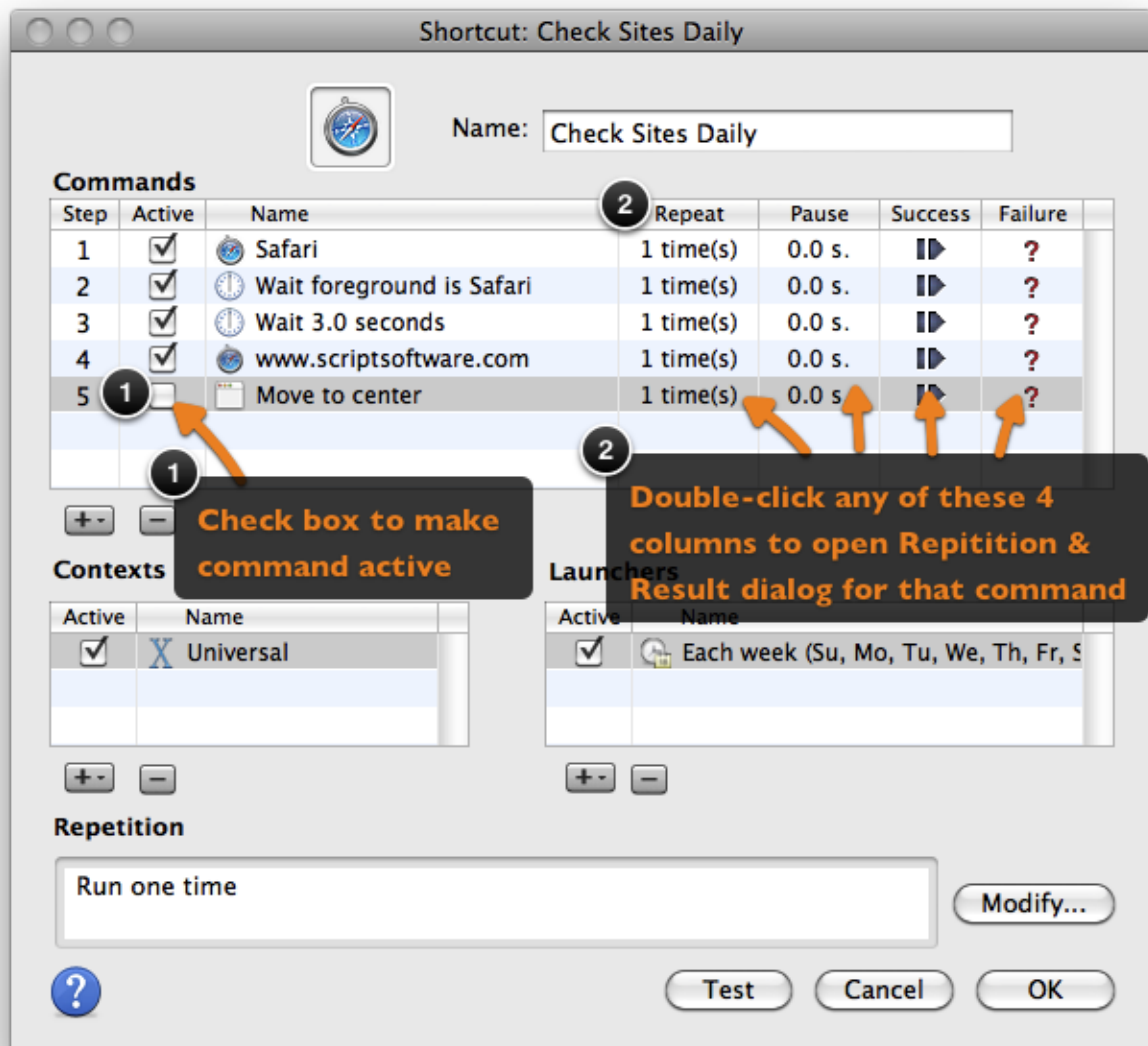 Shortcut: Check Sites Daily
Name: Check Sites Daily
Commands
Step Active Name 2 Repeat Pause Success Failure
1 Safari 1 time(s) 0.0 s. ?
2 Wait foreground is Safari 1 time(s) 0.0 s. ?
3 Wait 3.0 seconds 1 time(s) 0.0 s. ?
4 www.scriptsoftware.com 1 time(s) 0.0 s. ?
5 1 Move to center 1 time(s) 0.0 s ?
1
Check box to make
command active
2
Double-click any of these 4
columns to open Repitition &
Result dialog for that command
Contexts
Active Name
X Universal
Launchers
Active Name
Each week (Su, Mo, Tu, We, Th, Fr, S
Repetition
Run one time
Modify...
? Test Cancel OK